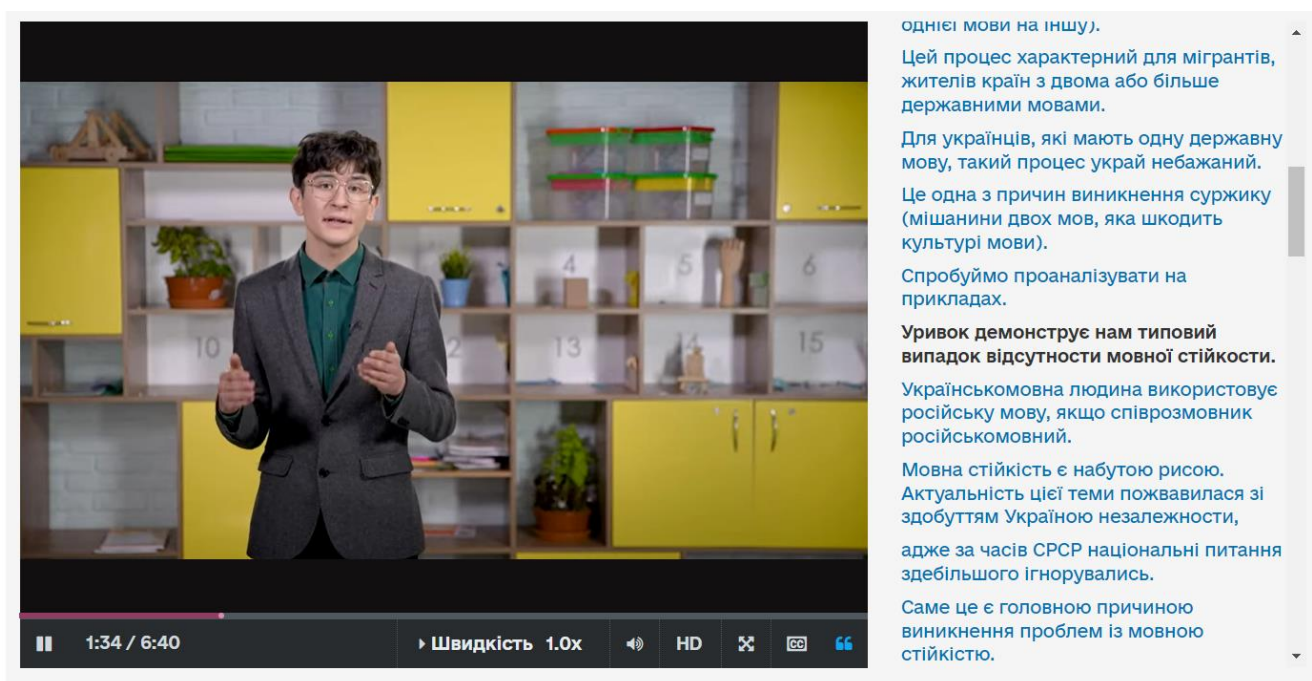 однієї мови на іншу).
Цей процес характерний для мігрантів,
жителів країн з двома або більше
державними мовами.
Для українців, які мають одну державну
мову, такий процес украй небажаний.
Це одна з причин виникнення суржику
(мішанини двох мов, яка шкодить
культурі мови).
Спробуймо проаналізувати на
прикладах.
Уривок демонструє нам типовий
випадок відсутности мовної стійкости.
Українськомовна людина використовує
російську мову, якщо співрозмовник
російськомовний.
Мовна стійкість є набутою рисою.
Актуальність цієї теми пожвавилася зі
здобуттям Україною незалежности,
адже за часів СРСР національні питання
здебільшого ігнорувались.
Саме це є головною причиною
виникнення проблем із мовною
стійкістю.
4 5 6
10 2 13 14 15
1:34 / 6:40 Швидкість 1.0x HD CC